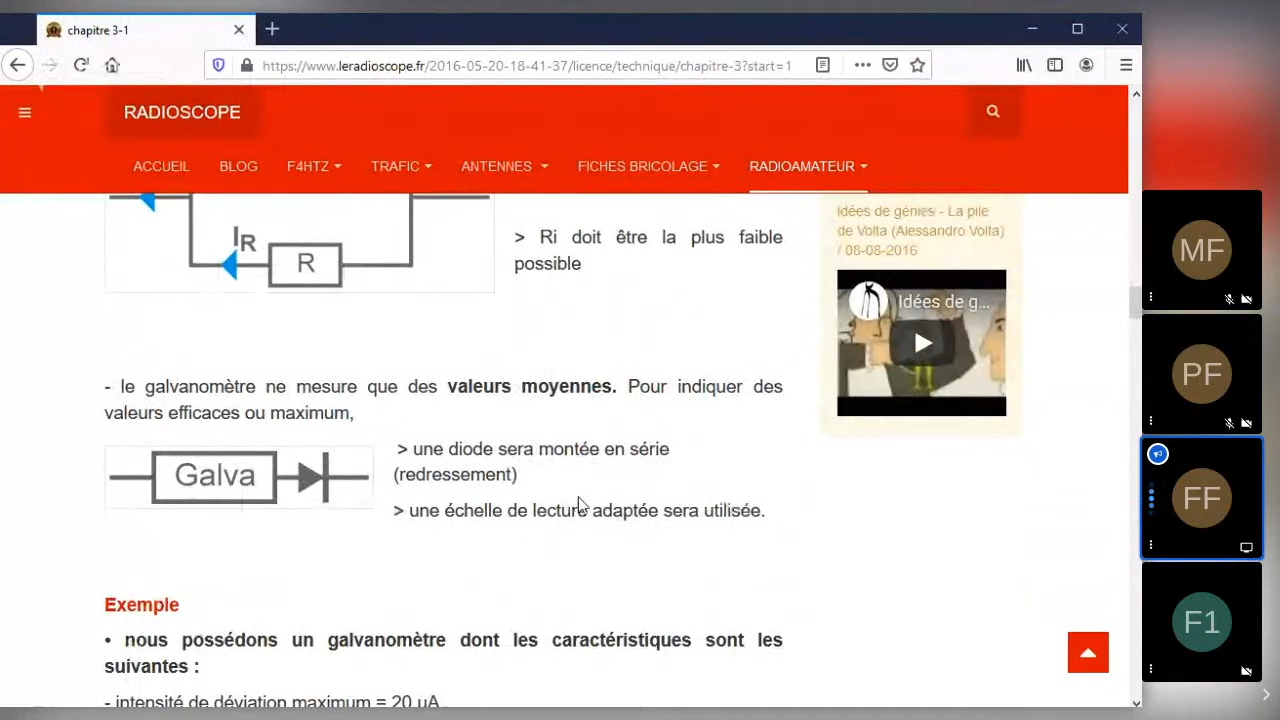 chapitre 3-1
https://www.leradioscope.fr/2016-05-20-18-41-37/licence/technique/chapitre-3?start=1
RADIOSCOPE
ACCUEIL BLOG F4HTZ TRAFIC ANTENNES FICHES BRICOLAGE RADIOAMATEUR
IR
R
> Ri doit être la plus faible
possible
Idées de génies - La pile
de Volta (Alessandro Volta)
/ 08-08-2016
Idées de g...
- le galvanomètre ne mesure que des valeurs moyennes. Pour indiquer des
valeurs efficaces ou maximum,
Galva
> une diode sera montée en série
(redressement)
> une échelle de lecture adaptée sera utilisée.
Exemple
• nous possédons un galvanomètre dont les caractéristiques sont les
suivantes :
- intensité de déviation maximum = 20 uA
MF
PF
FF
F1